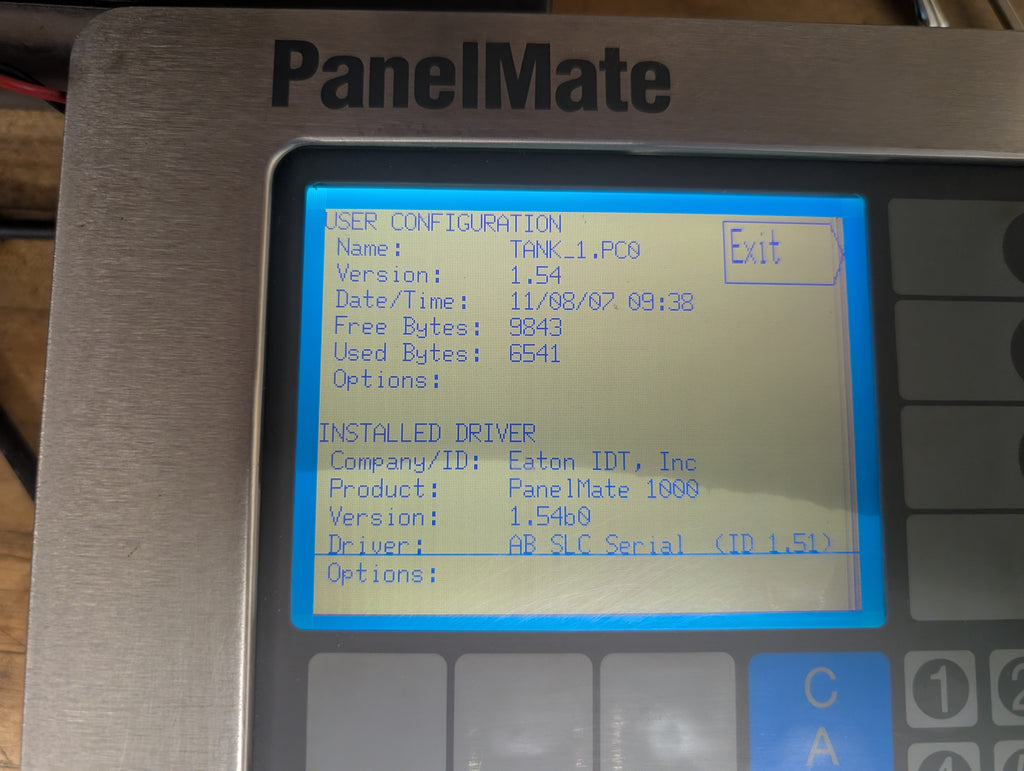 PanelMate
USER CONFIGURATION
Exit
Name: TANK_1.PC0
Version: 1.54
Date/Time: 11/08/07 09:38
Free Bytes: 9843
Used Bytes: 6541
Options:
INSTALLED DRIVER
Company/ID: Eaton IDT, Inc
Product: PanelMate 1000
Version: 1.54b0
Driver: AB SLC Serial (ID 1.51)
Options:
C
A
1
2